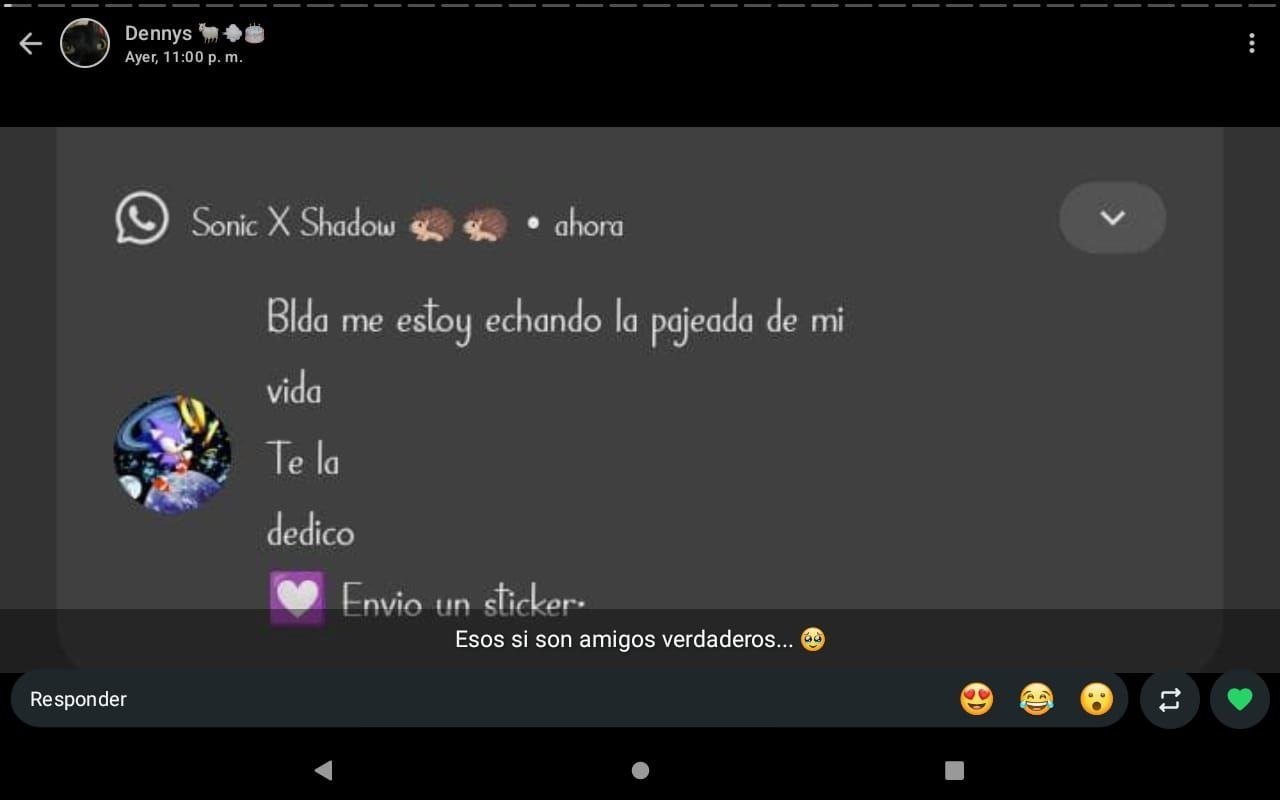 Dennys 🐑💨🎂
Ayer, 11:00 p. m.
Sonic X Shadow 🦔🦔 • ahora
Blda me estoy echando la pajeada de mi
vida
Te la
dedico
💟 Envio un sticker•
Esos si son amigos verdaderos... 🥹
Responder